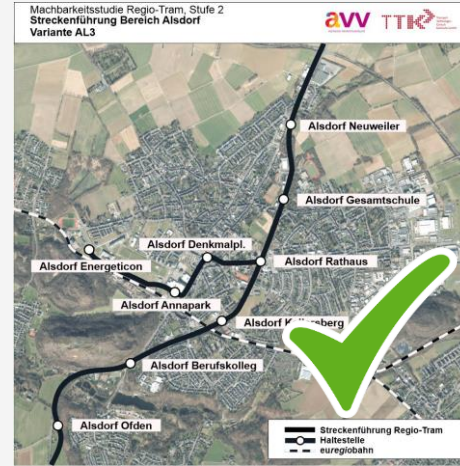 Machbarkeitsstudie Regio-Tram, Stufe 2
Streckenführung Bereich Alsdorf
Variante AL3
avv
TTK
Alsdorf Neuweiler
Alsdorf Gesamtschule
Alsdorf Denkmalpl.
Alsdorf Rathaus
Alsdorf Energeticon
Alsdorf Annapark
Alsdorf
Alsdorf Berufskolleg
Alsdorf Ofden
Streckenführung Regio-Tram
Haltestelle
euregiobahn